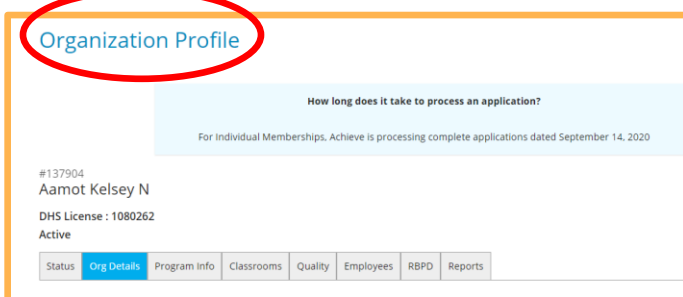 Organization Profile
How long does it take to process an application?
For Individual Memberships, Achieve is processing complete applications dated September 14, 2020
#137904
Aamot Kelsey N
DHS License : 1080262
Active
Status Org Details Program Info Classrooms Quality Employees RBPD Reports